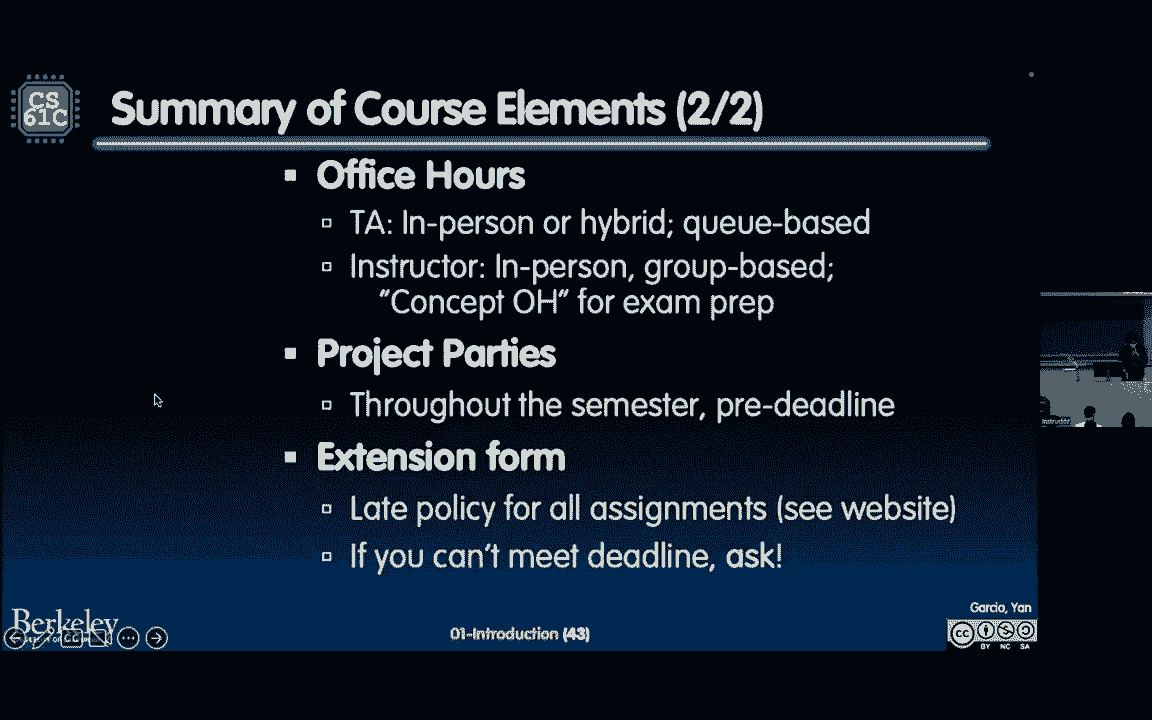 CS
61C
Summary of Course Elements (2/2)
▪ Office Hours
▫ TA: In-person or hybrid; queue-based
▫ Instructor: In-person, group-based;
“Concept OH” for exam prep
▪ Project Parties
▫ Throughout the semester, pre-deadline
▪ Extension form
▫ Late policy for all assignments (see website)
▫ If you can’t meet deadline, ask!
Instructor
Berkeley
01-Introduction (43)
Garcia, Yan
cc
BY NC SA